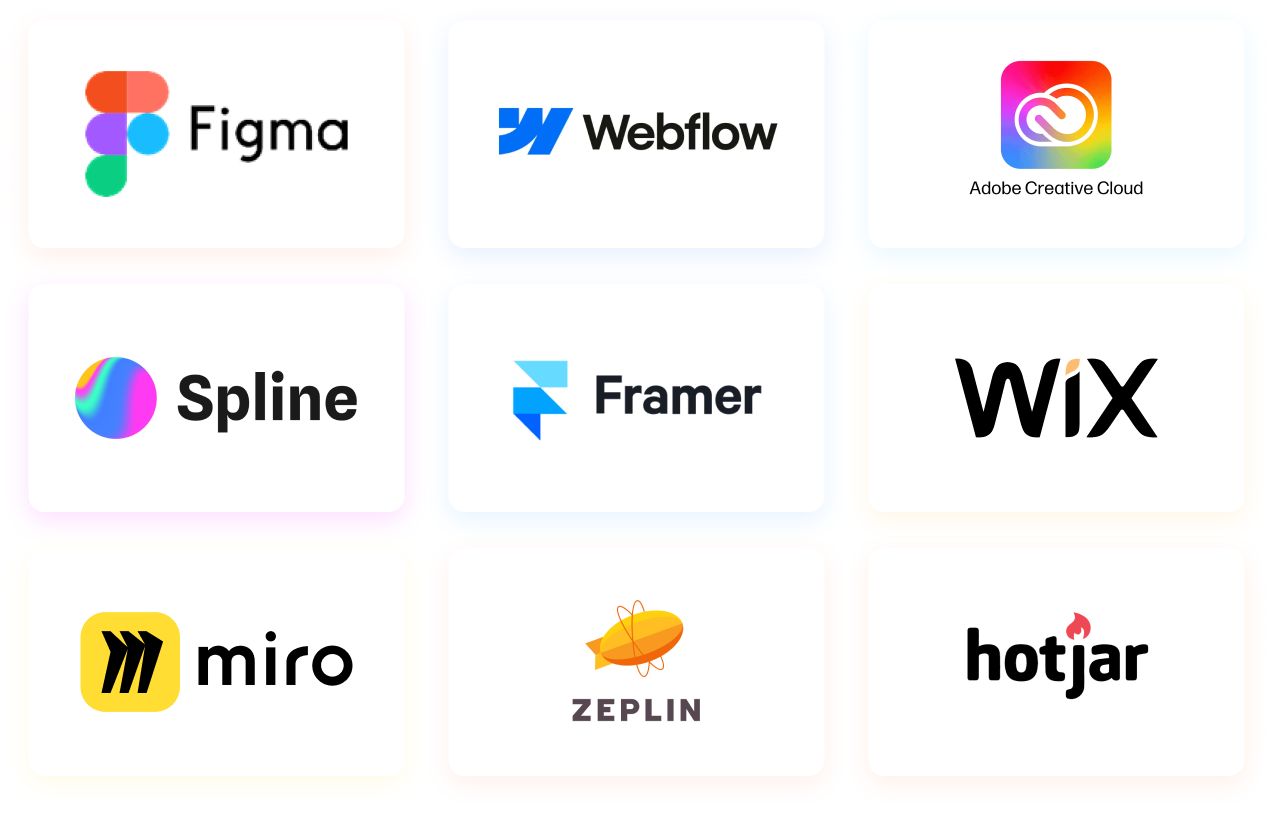 Figma
Webflow
Adobe Creative Cloud
Spline
Framer
WiX
miro
ZEPLIN
hotjar